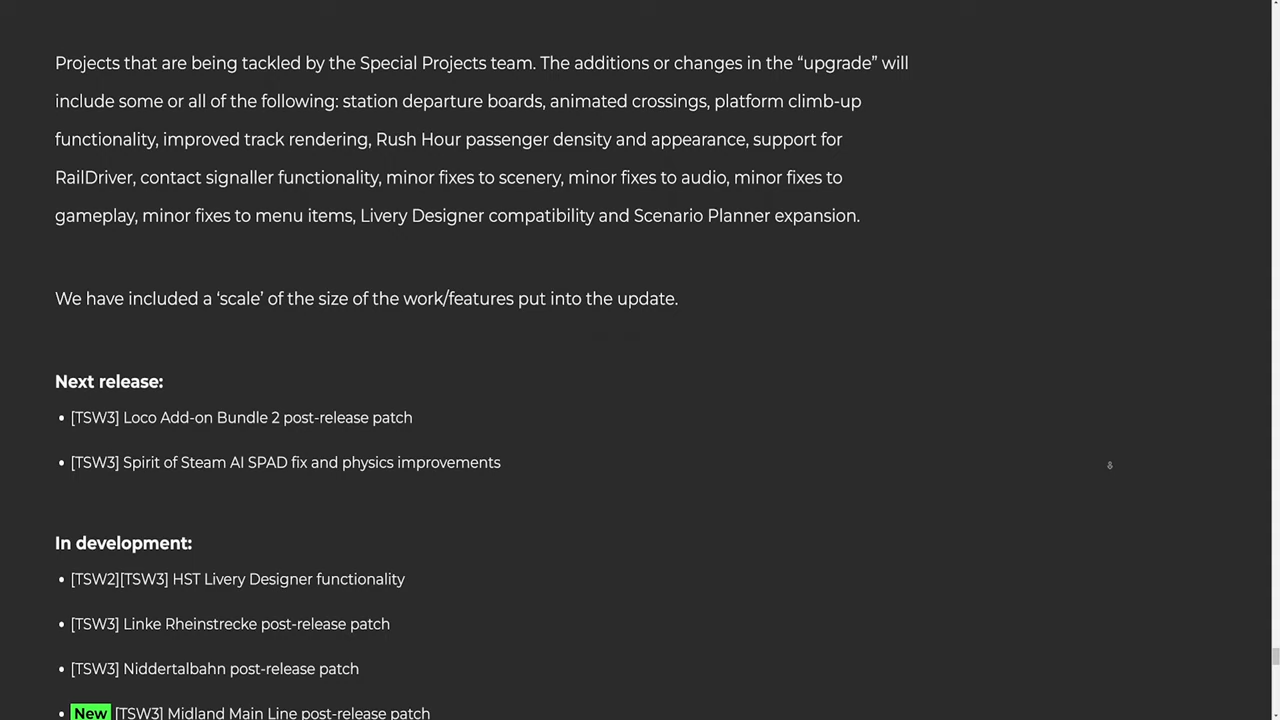 Projects that are being tackled by the Special Projects team. The additions or changes in the “upgrade” will
include some or all of the following: station departure boards, animated crossings, platform climb-up
functionality, improved track rendering, Rush Hour passenger density and appearance, support for
RailDriver, contact signaller functionality, minor fixes to scenery, minor fixes to audio, minor fixes to
gameplay, minor fixes to menu items, Livery Designer compatibility and Scenario Planner expansion.
We have included a ‘scale’ of the size of the work/features put into the update.
Next release:
• [TSW3] Loco Add-on Bundle 2 post-release patch
• [TSW3] Spirit of Steam AI SPAD fix and physics improvements
In development:
• [TSW2][TSW3] HST Livery Designer functionality
• [TSW3] Linke Rheinstrecke post-release patch
• [TSW3] Niddertalbahn post-release patch
• New [TSW3] Midland Main Line post-release patch